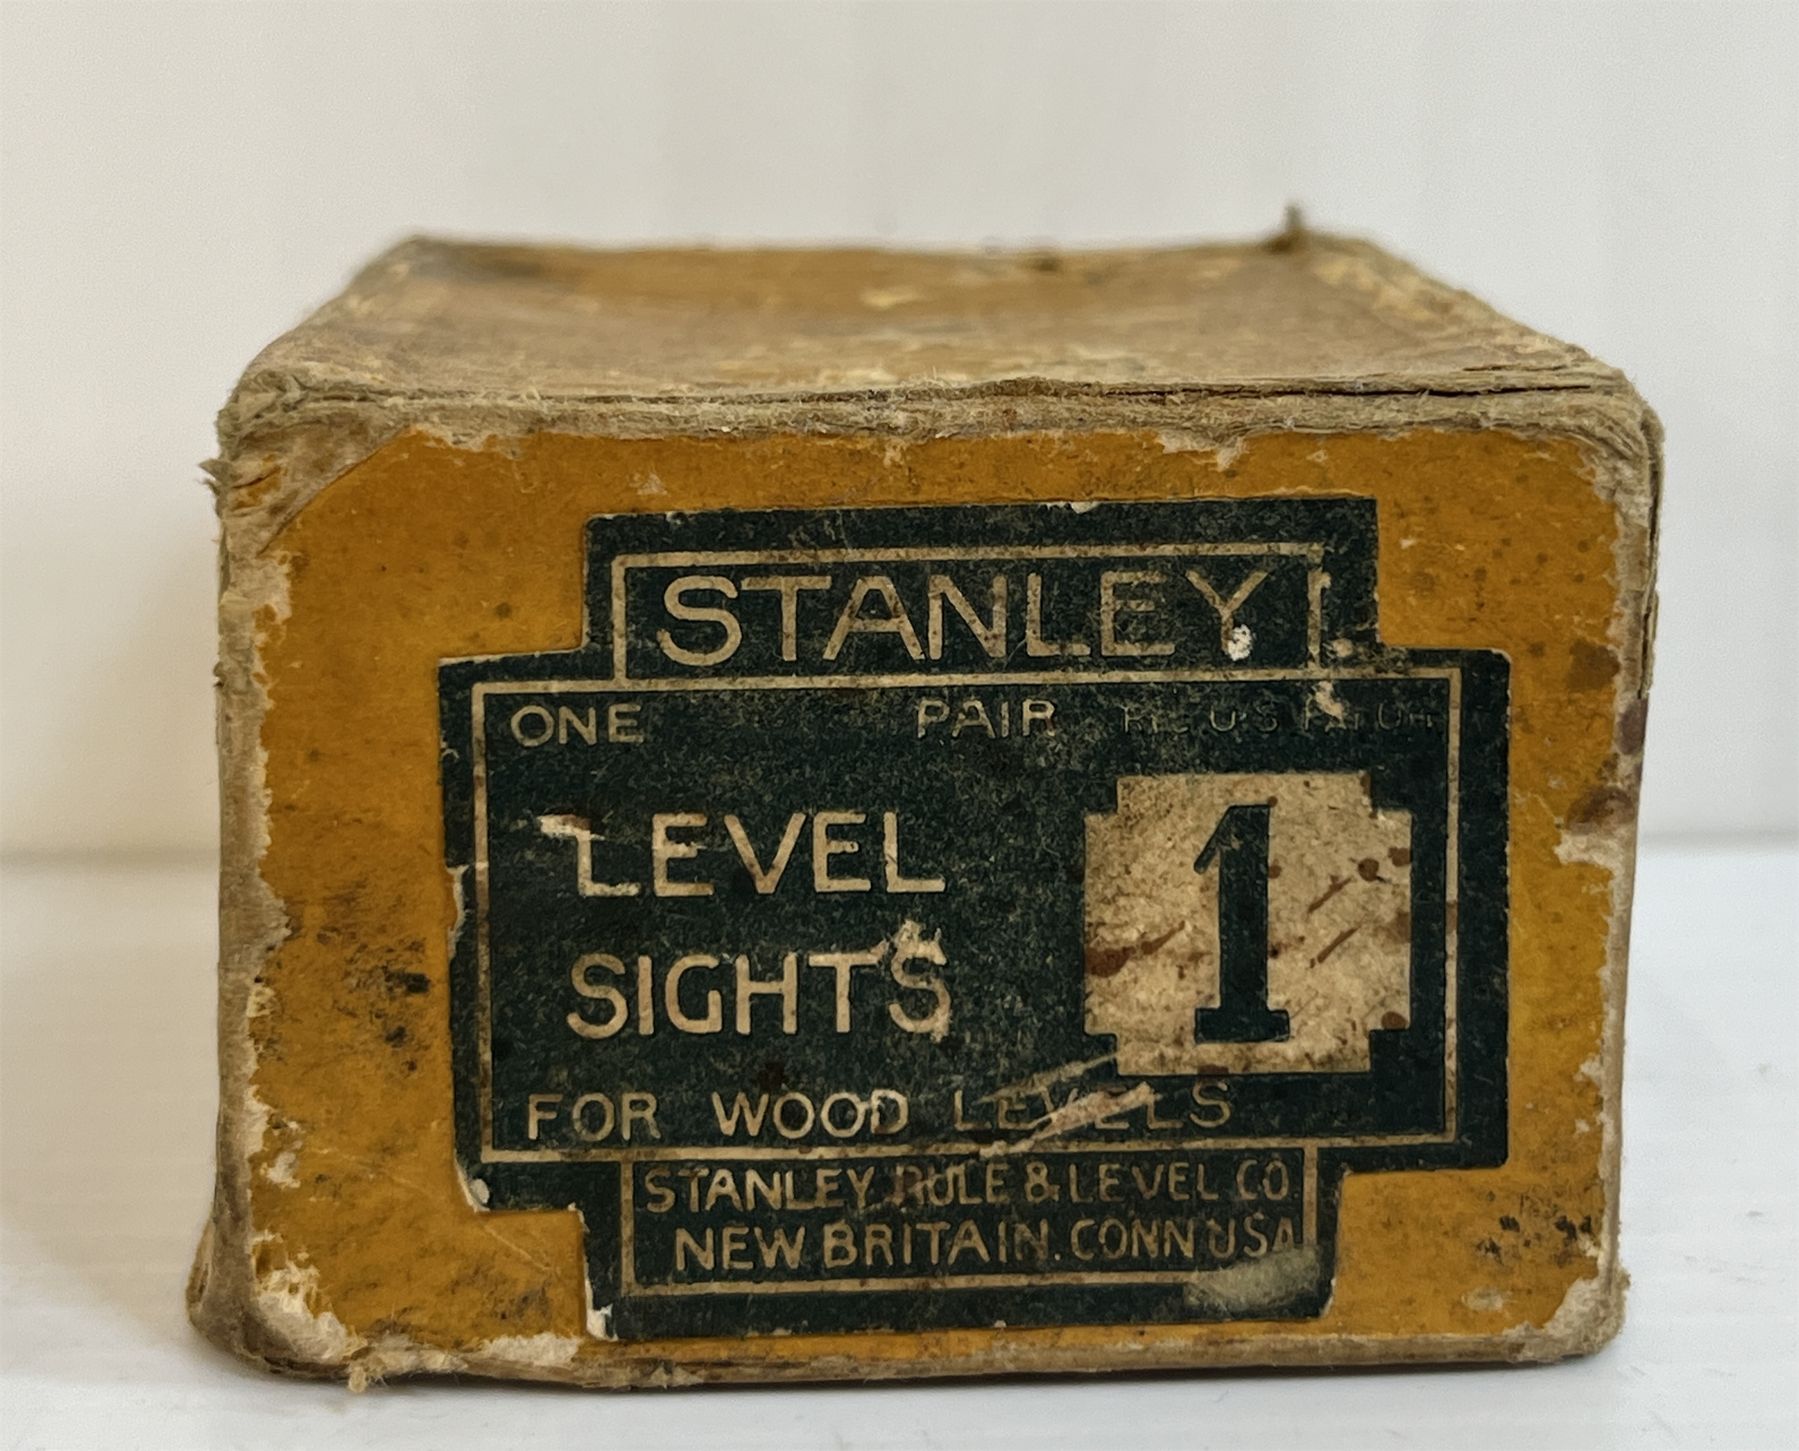 STANLEY
ONE PAIR
LEVEL
SIGHTS
1
FOR WOOD LEVELS
STANLEY RULE & LEVEL CO.
NEW BRITAIN. CONN USA